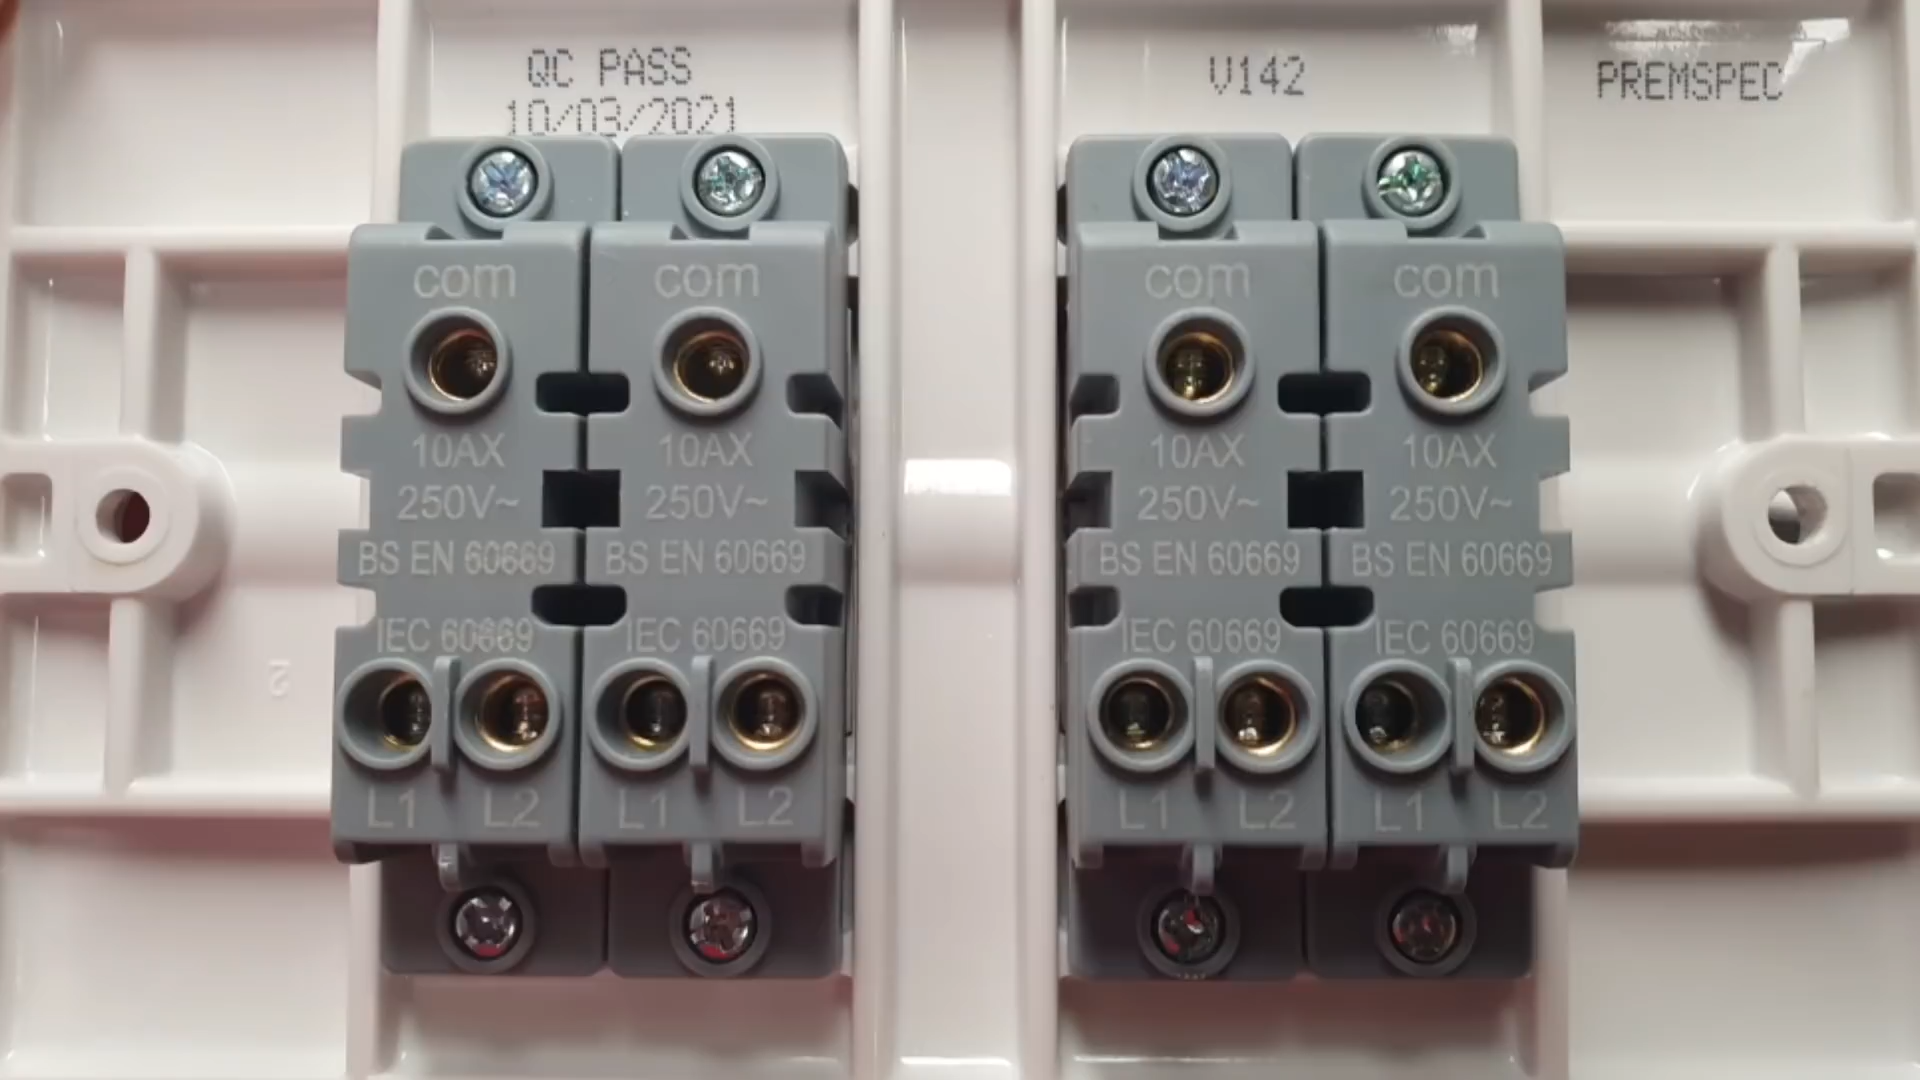 QC PASS
10/03/2021
V142
PREMSPEC
com
10AX
250V~
BS EN 60669
IEC 60669
L1 L2
com
10AX
250V~
BS EN 60669
IEC 60669
L1 L2
com
10AX
250V~
BS EN 60669
IEC 60669
L1 L2
com
10AX
250V~
BS EN 60669
IEC 60669
L1 L2
2